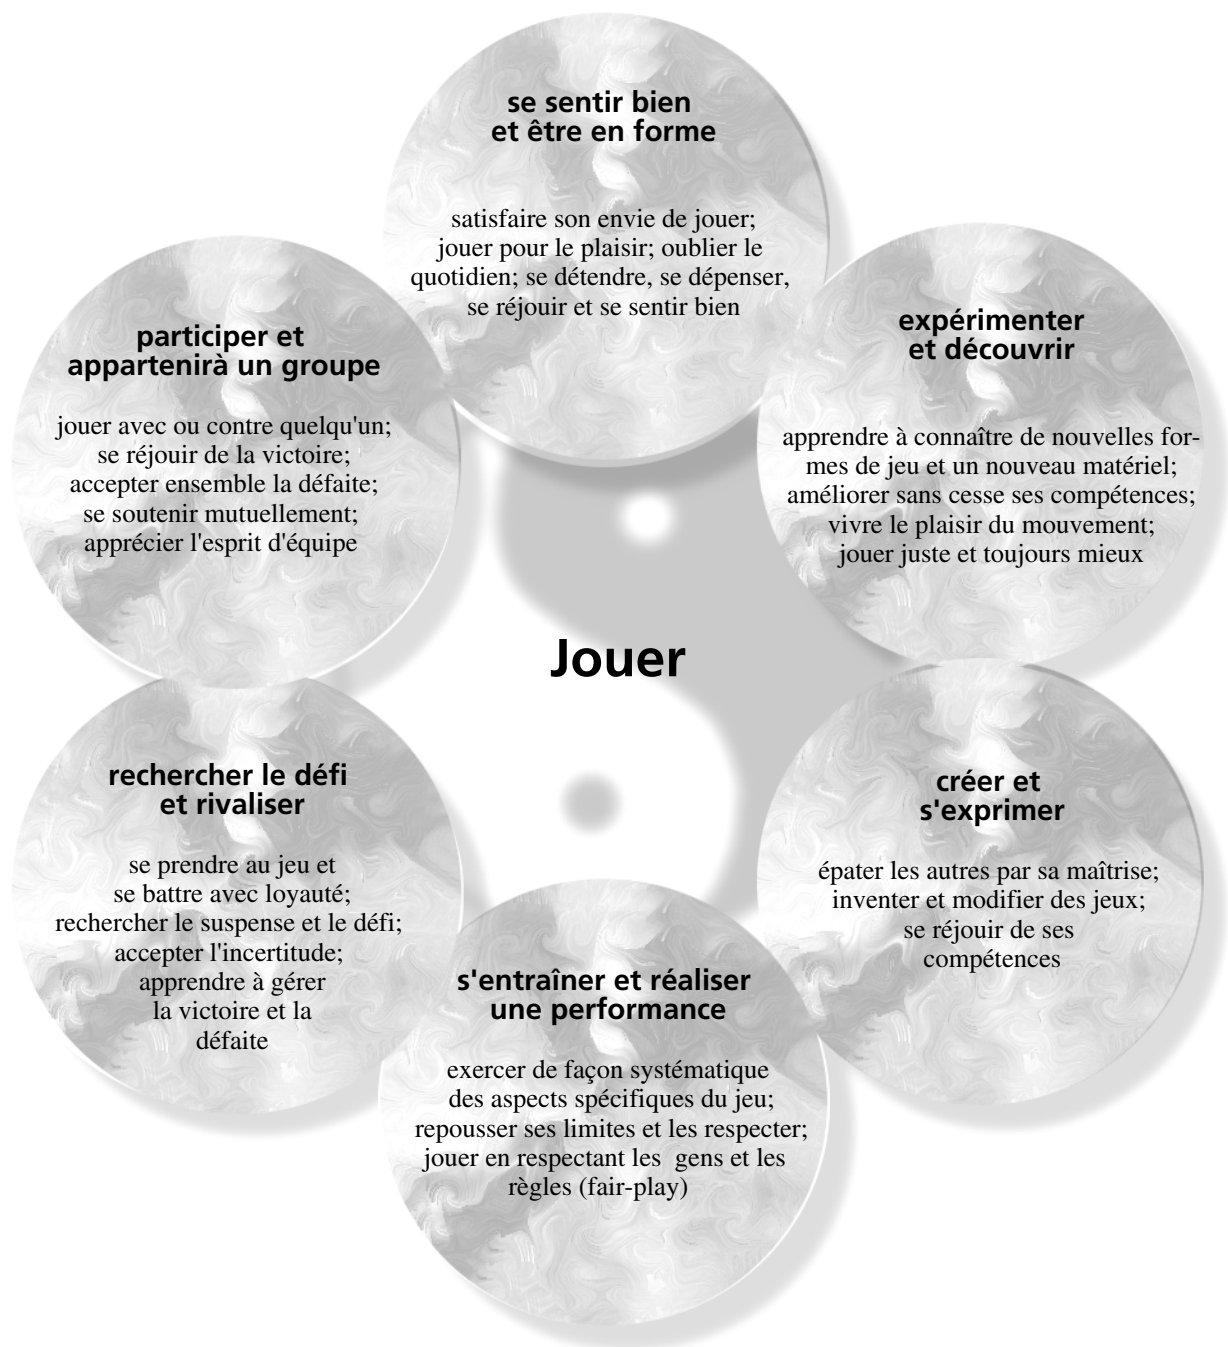 se sentir bien
et être en forme
satisfaire son envie de jouer;
jouer pour le plaisir; oublier le
quotidien; se détendre, se dépenser,
se réjouir et se sentir bien
participer et
appartenirà un groupe
jouer avec ou contre quelqu'un;
se réjouir de la victoire;
accepter ensemble la défaite;
se soutenir mutuellement;
apprécier l'esprit d'équipe
expérimenter
et découvrir
apprendre à connaître de nouvelles for-
mes de jeu et un nouveau matériel;
améliorer sans cesse ses compétences;
vivre le plaisir du mouvement;
jouer juste et toujours mieux
Jouer
rechercher le défi
et rivaliser
se prendre au jeu et
se battre avec loyauté;
rechercher le suspense et le défi;
accepter l'incertitude;
apprendre à gérer
la victoire et la
défaite
créer et
s'exprimer
épater les autres par sa maîtrise;
inventer et modifier des jeux;
se réjouir de ses
compétences
s'entraîner et réaliser
une performance
exercer de façon systématique
des aspects spécifiques du jeu;
repousser ses limites et les respecter;
jouer en respectant les  gens et les
règles (fair-play)